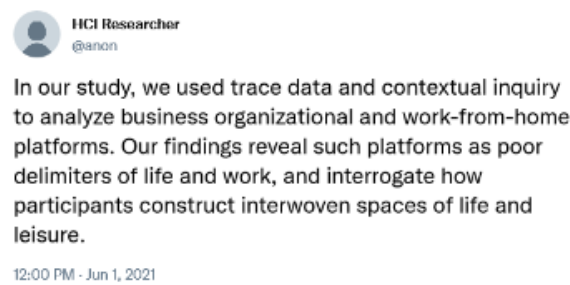 HCI Researcher
@anon
In our study, we used trace data and contextual inquiry
to analyze business organizational and work-from-home
platforms. Our findings reveal such platforms as poor
delimiters of life and work, and interrogate how
participants construct interwoven spaces of life and
leisure.
12:00 PM · Jun 1, 2021